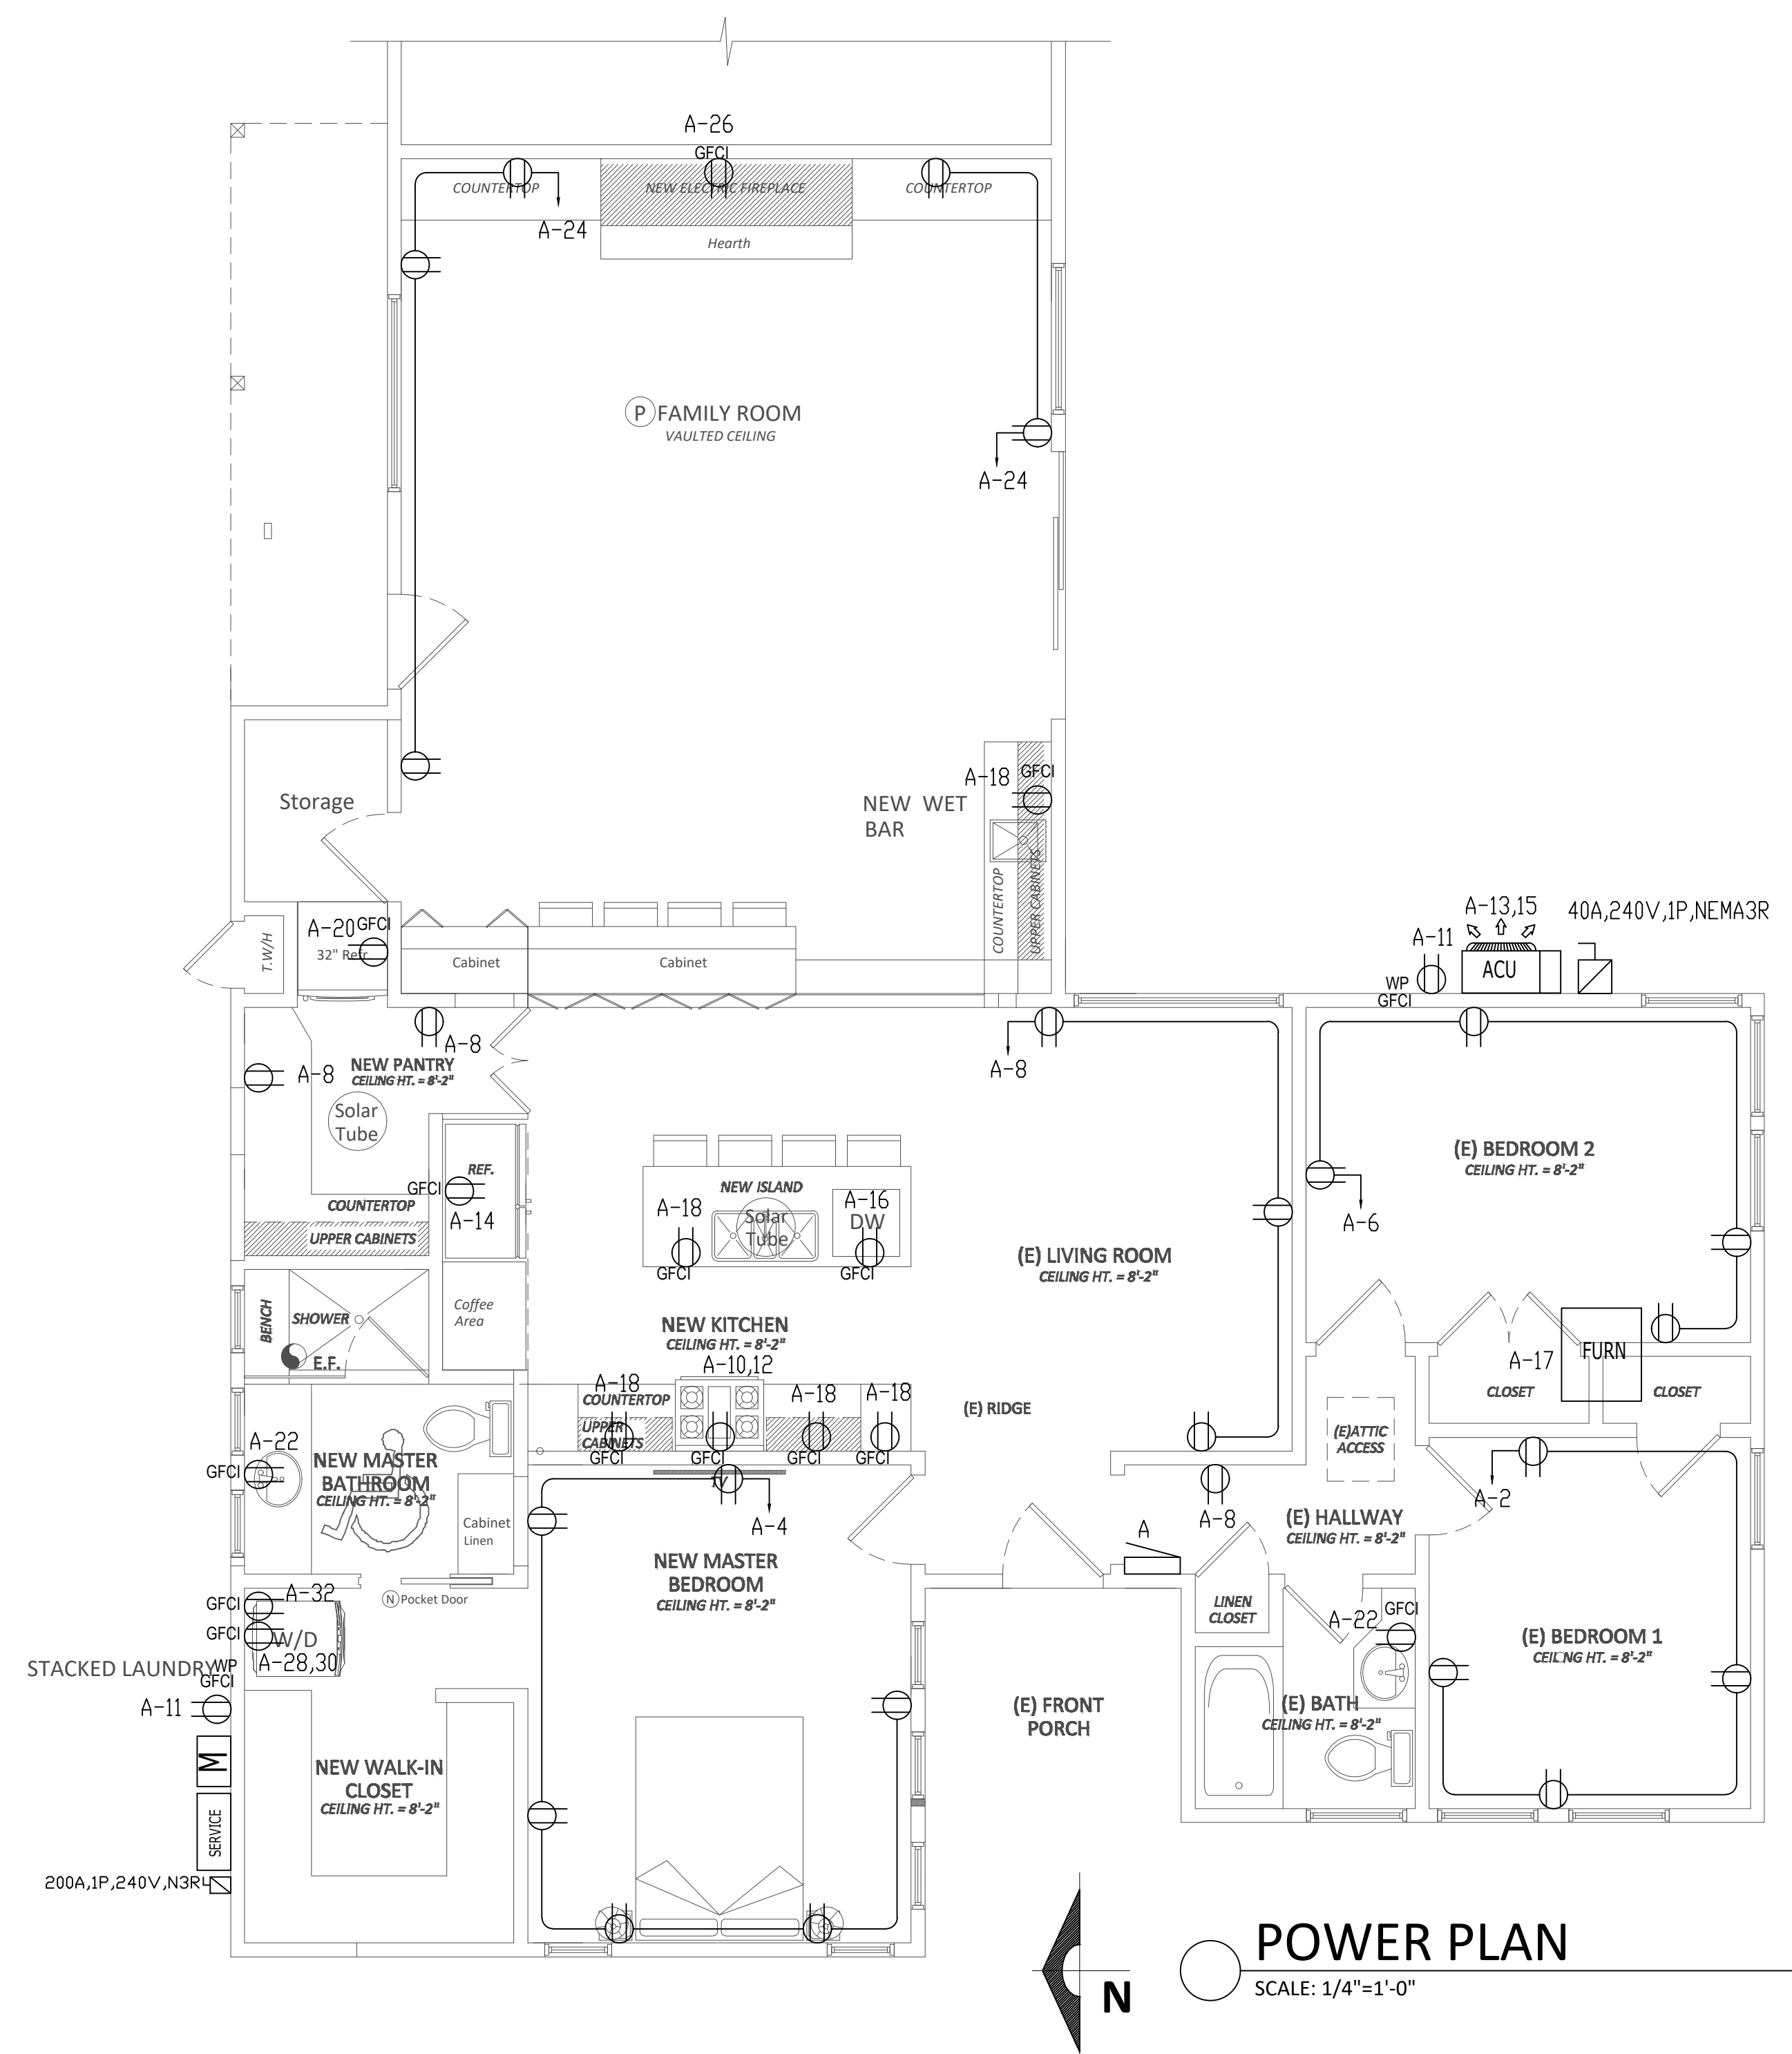 A-26
GFCI
COUNTERTOP
NEW ELECTRIC FIREPLACE
COUNTERTOP
A-24
Hearth
P FAMILY ROOM
VAULTED CEILING
A-24
Storage
A-18 GFCI
NEW WET
BAR
COUNTERTOP
UPPER CABINETS
T.W/H
A-20 GFCI
32" Refr.
Cabinet
Cabinet
A-13,15
40A,240V,1P,NEMA3R
A-11
ACU
WP
GFCI
A-8
NEW PANTRY
CEILING HT. = 8'-2"
A-8
A-8
Solar
Tube
REF.
GFCI
A-14
COUNTERTOP
UPPER CABINETS
NEW ISLAND
A-18
A-16
Solar
Tube
DW
GFCI
GFCI
(E) LIVING ROOM
CEILING HT. = 8'-2"
(E) BEDROOM 2
CEILING HT. = 8'-2"
A-6
BENCH
SHOWER
E.F.
Coffee
Area
NEW KITCHEN
CEILING HT. = 8'-2"
A-10,12
A-18
COUNTERTOP
A-18
A-18
UPPER
CABINETS
GFCI
GFCI
GFCI
GFCI
(E) RIDGE
A-17
FURN
CLOSET
CLOSET
(E)ATTIC
ACCESS
A-22
GFCI
NEW MASTER
BATHROOM
CEILING HT. = 8'-2"
Cabinet
Linen
TV
A-4
NEW MASTER
BEDROOM
CEILING HT. = 8'-2"
A
A-8
(E) HALLWAY
CEILING HT. = 8'-2"
A-2
GFCI
A-32
N Pocket Door
GFCI
W/D
A-28,30
STACKED LAUNDRY
WP
GFCI
A-11
LINEN
CLOSET
A-22
GFCI
(E) BEDROOM 1
CEILING HT. = 8'-2"
(E) FRONT
PORCH
(E) BATH
CEILING HT. = 8'-2"
M
NEW WALK-IN
CLOSET
CEILING HT. = 8'-2"
SERVICE
200A,1P,240V,N3R
N
POWER PLAN
SCALE: 1/4"=1'-0"